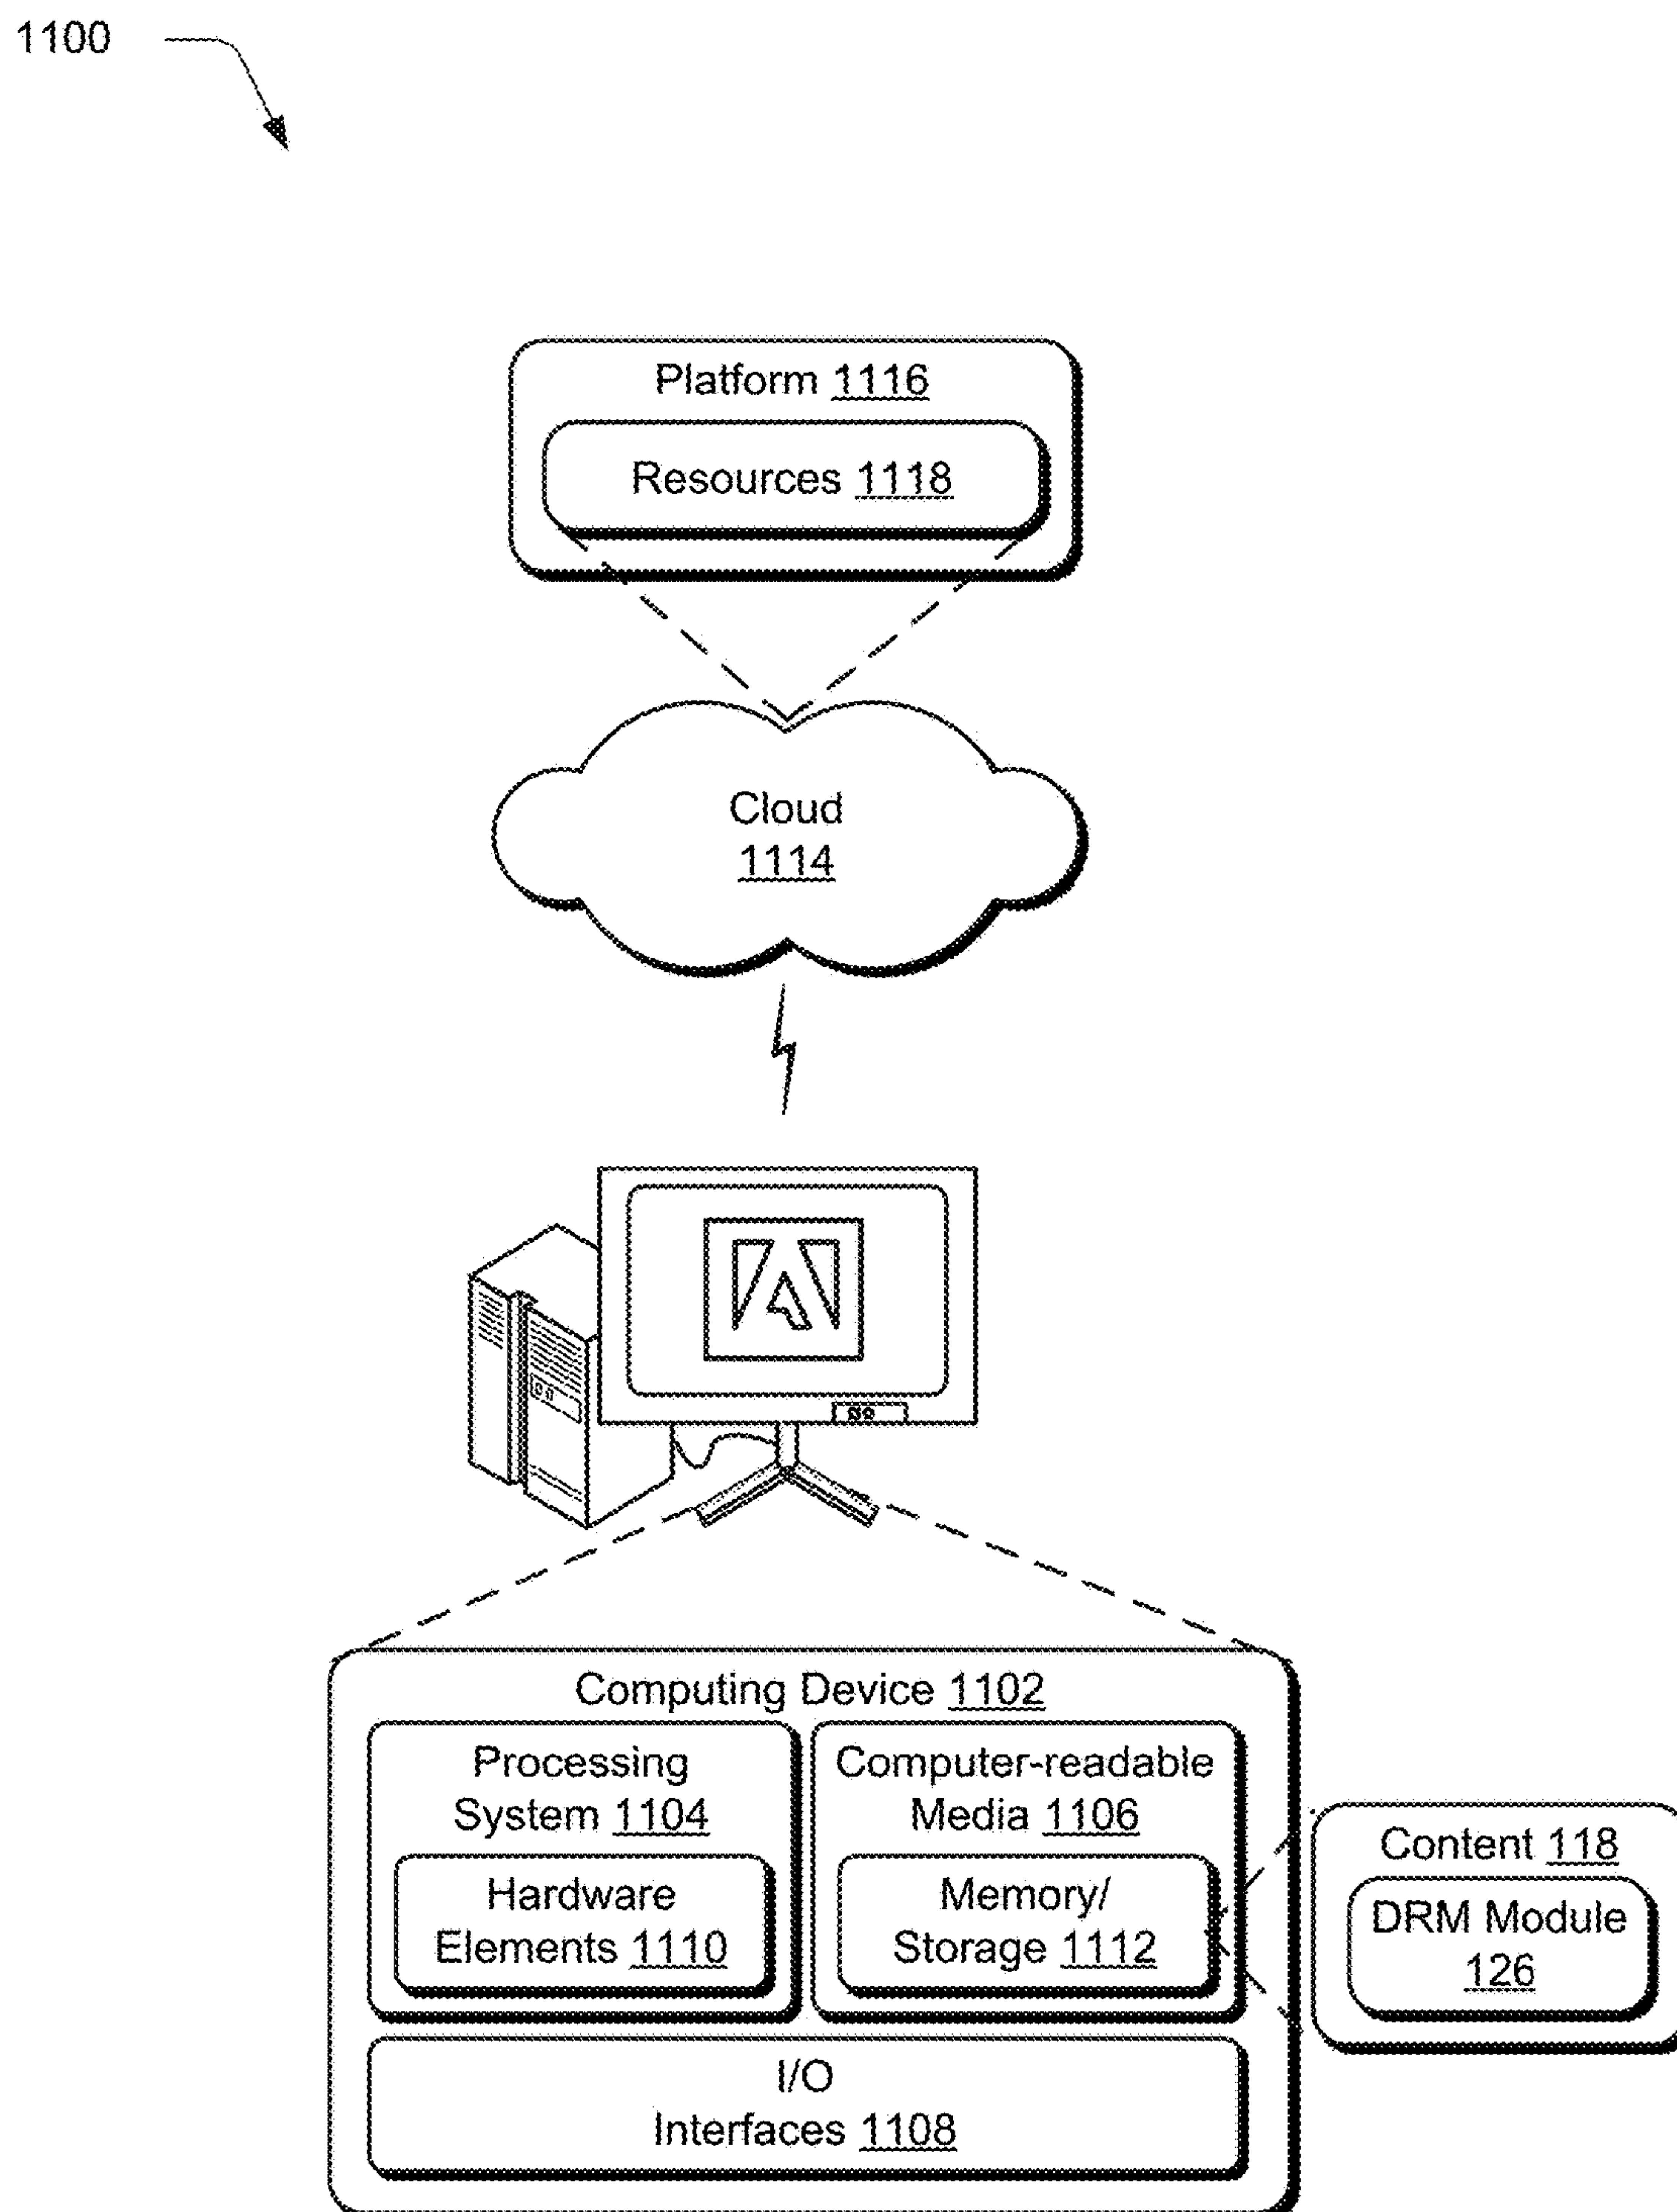 1100
Platform 1116
Resources 1118
Cloud
1114
Computing Device 1102
Processing
System 1104
Hardware
Elements 1110
Computer-readable
Media 1106
Memory/
Storage 1112
I/O
Interfaces 1108
Content 118
DRM Module
126